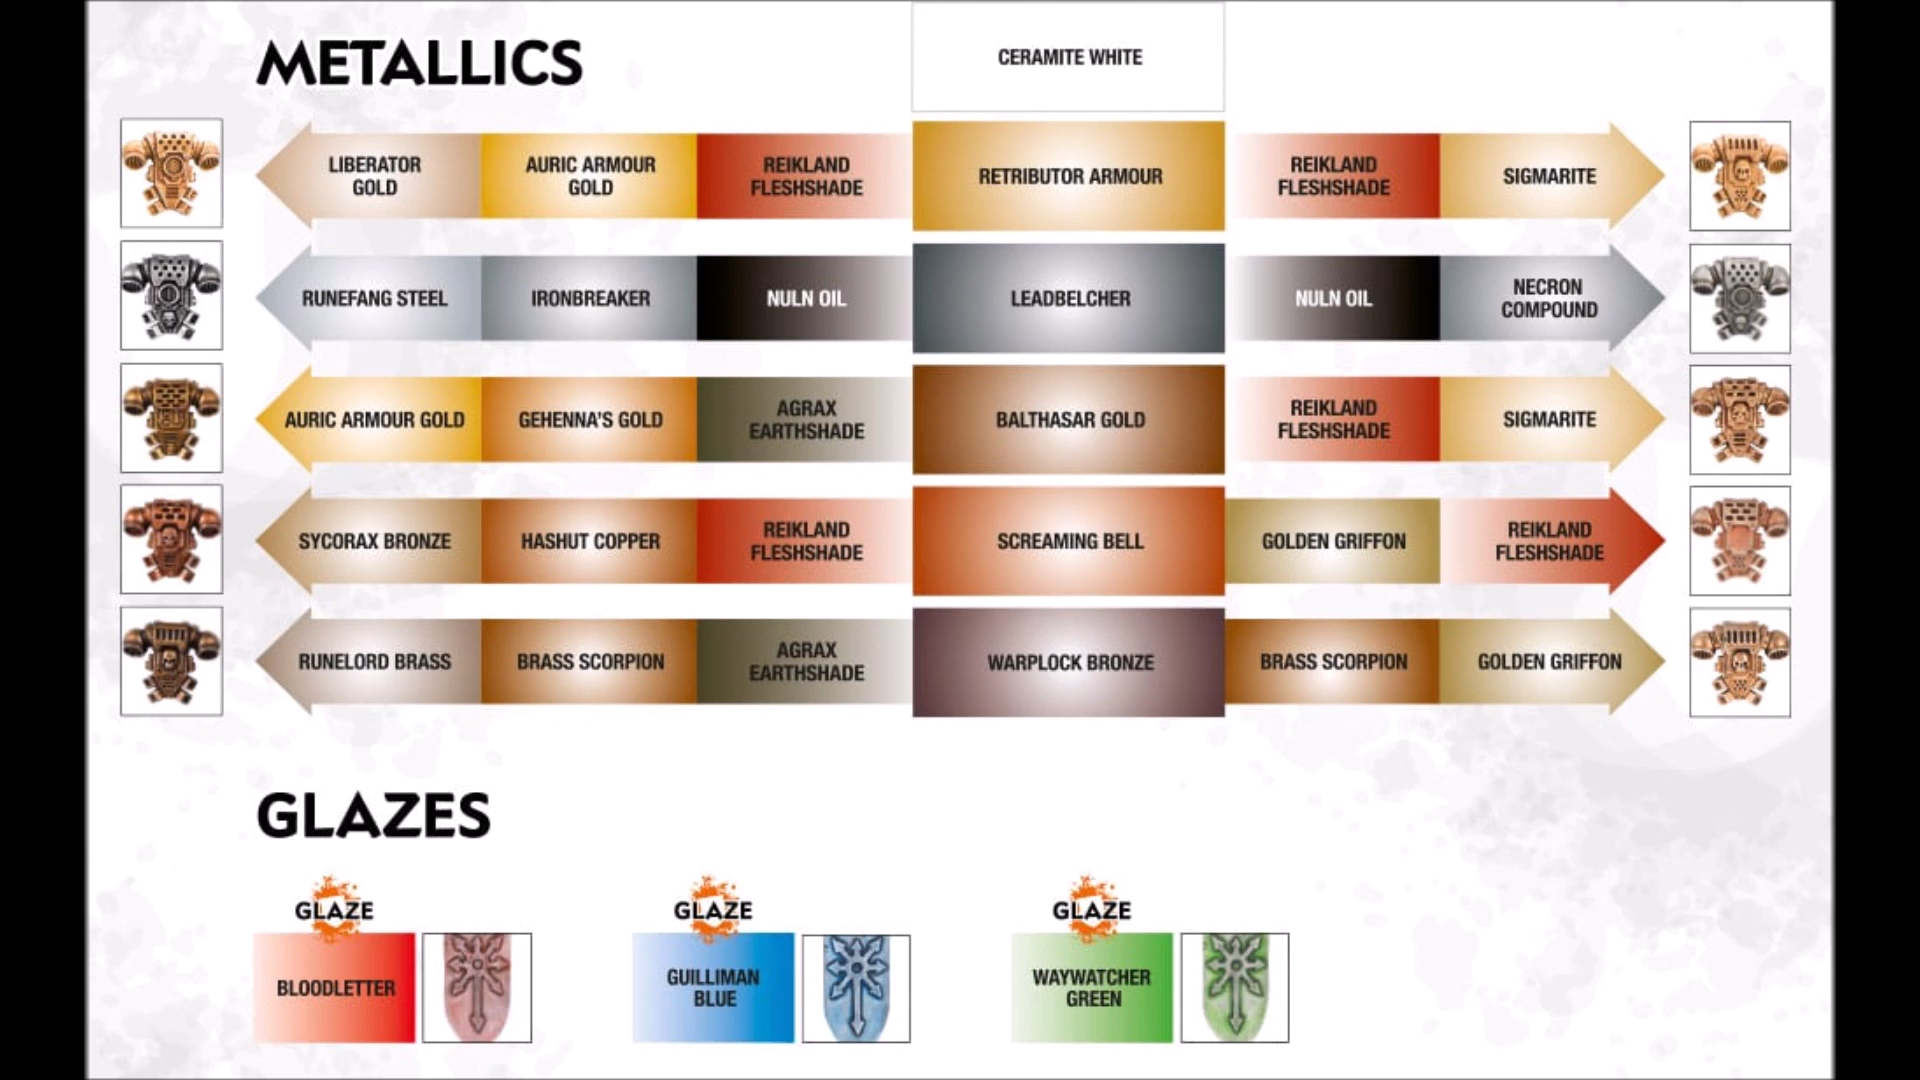 METALLICS
CERAMITE WHITE
LIBERATOR
GOLD
AURIC ARMOUR
GOLD
REIKLAND
FLESHSHADE
RETRIBUTOR ARMOUR
REIKLAND
FLESHSHADE
SIGMARITE
RUNEFANG STEEL
IRONBREAKER
NULN OIL
LEADBELCHER
NULN OIL
NECRON
COMPOUND
AURIC ARMOUR GOLD
GEHENNA'S GOLD
AGRAX
EARTHSHADE
BALTHASAR GOLD
REIKLAND
FLESHSHADE
SIGMARITE
SYCORAX BRONZE
HASHUT COPPER
REIKLAND
FLESHSHADE
SCREAMING BELL
GOLDEN GRIFFON
REIKLAND
FLESHSHADE
RUNELORD BRASS
BRASS SCORPION
AGRAX
EARTHSHADE
WARPLOCK BRONZE
BRASS SCORPION
GOLDEN GRIFFON
GLAZES
GLAZE
BLOODLETTER
GLAZE
GUILLIMAN
BLUE
GLAZE
WAYWATCHER
GREEN